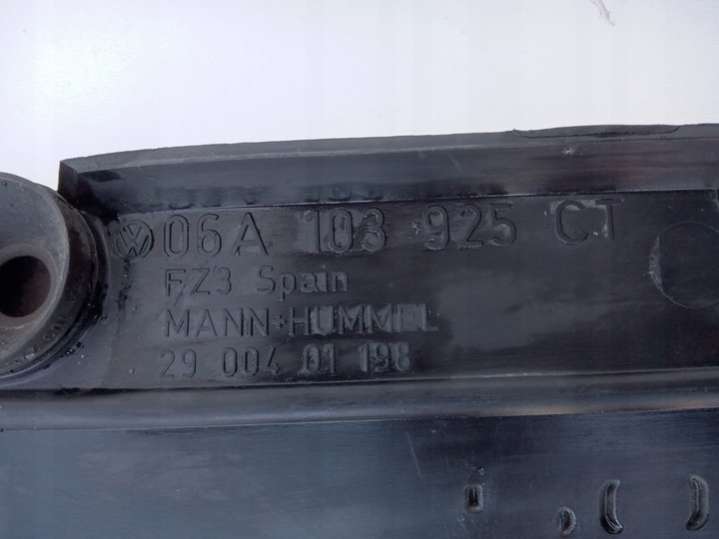 06A 103 925 CT
FZ3 Spain
MANN+HUMMEL
29 004 01 198